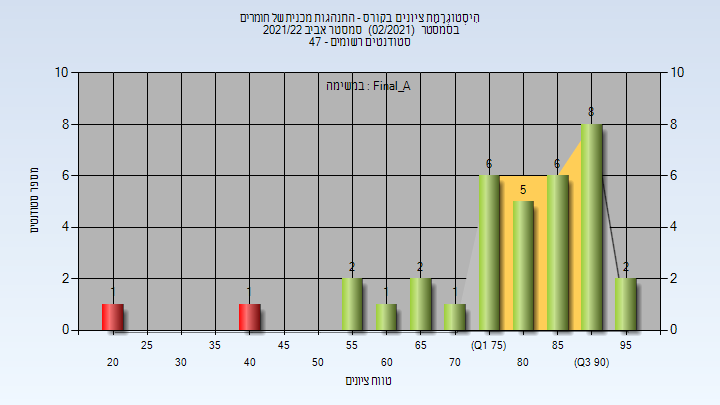 הִיסְטוֹגְרַמַּת ציונים בקורס - התנהגות מכנית של חומרים
בסמסטר (02/2021) סמסטר אביב 2021/22
סטודנטים רשומים - 47
במשימה : Final_A
מספר סטודנטים
10 10
8 8
6 6
4 4
2 2
0 0
1 1 2 1 2 1 6 5 6 8 2
25 35 45 55 65 (Q1 75) 85 95
20 30 40 50 60 70 80 (Q3 90)
טווח ציונים